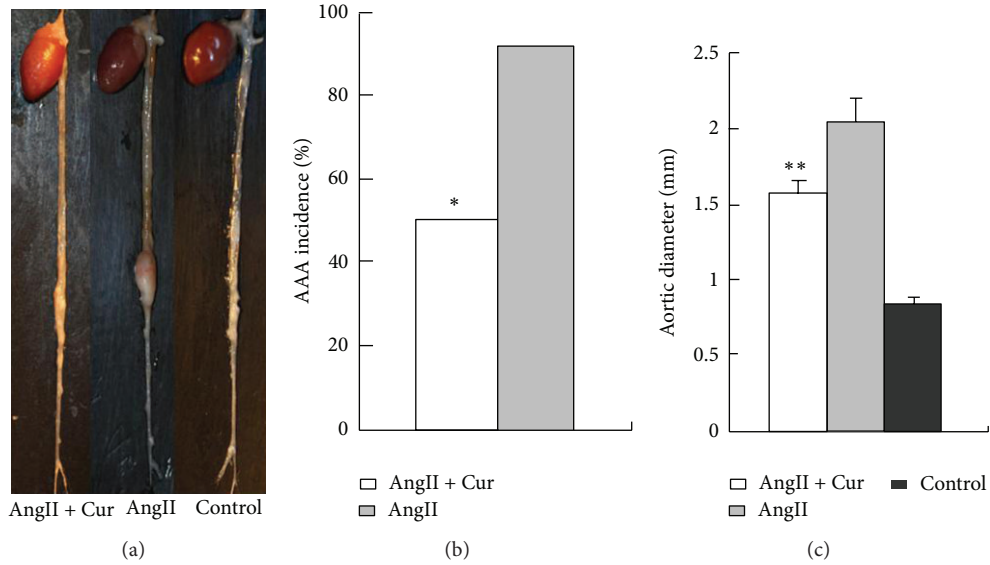 AngII + Cur AngII Control
(a)
AAA incidence (%)
100
80
60
40
20
0
*
AngII + Cur
AngII
(b)
Aortic diameter (mm)
2.5
2
1.5
1
0.5
0
**
AngII + Cur Control
AngII
(c)